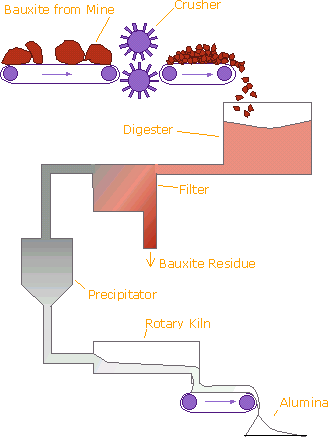 Bauxite from Mine
Crusher
Digester
Filter
Bauxite Residue
Precipitator
Rotary Kiln
Alumina